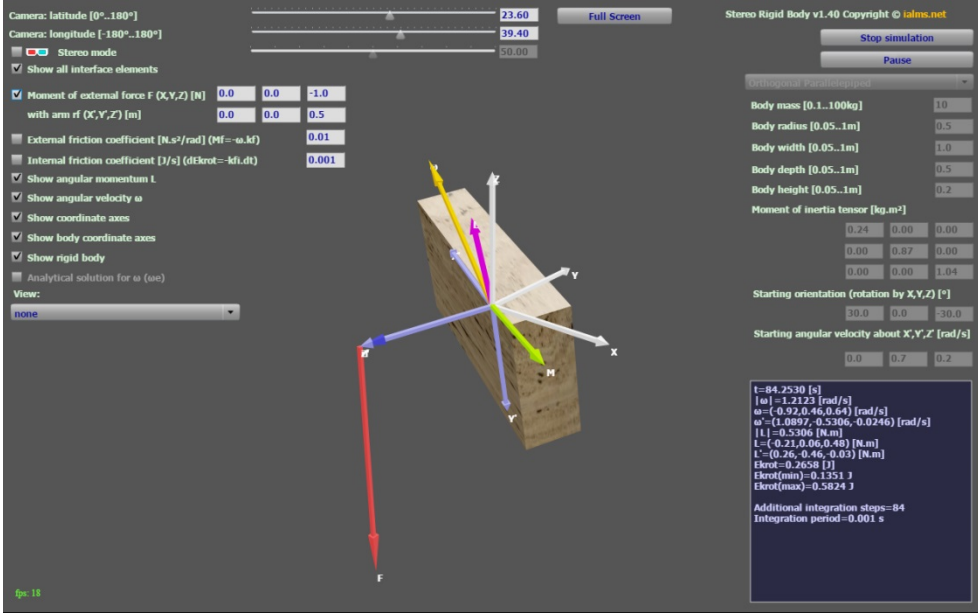 Camera: latitude [0°..180°]
23.60
Camera: longitude [-180°..180°]
39.40
Stereo mode
50.00
Full Screen
Show all interface elements
Moment of external force F (X,Y,Z) [N]
0.0 0.0 -1.0
with arm rf (X',Y',Z') [m]
0.0 0.0 0.5
External friction coefficient [N.s²/rad] (Mf=-ω.kf)
0.01
Internal friction coefficient [J/s] (dEkrot=-kfi.dt)
0.001
Show angular momentum L
Show angular velocity ω
Show coordinate axes
Show body coordinate axes
Show rigid body
Analytical solution for ω (ωe)
View:
none
Z
Y
X
M
Y'
F
fps: 18
Stereo Rigid Body v1.40 Copyright © ialms.net
Stop simulation
Pause
Orthogonal Parallelepiped
Body mass [0.1..100kg]
10
Body radius [0.05..1m]
0.5
Body width [0.05..1m]
1.0
Body depth [0.05..1m]
0.5
Body height [0.05..1m]
0.2
Moment of inertia tensor [kg.m²]
0.24 0.00 0.00
0.00 0.87 0.00
0.00 0.00 1.04
Starting orientation (rotation by X,Y,Z) [°]
30.0 0.0 -30.0
Starting angular velocity about X',Y',Z' [rad/s]
0.0 0.7 0.2
t=84.2530 [s]
|ω|=1.2123 [rad/s]
ω=(-0.92,0.46,0.64) [rad/s]
ω'=(1.0897,-0.5306,-0.0246) [rad/s]
|L|=0.5306 [N.m]
L=(-0.21,0.06,0.48) [N.m]
L'=(0.26,-0.46,-0.03) [N.m]
Ekrot=0.2658 [J]
Ekrot(min)=0.1351 J
Ekrot(max)=0.5824 J
Additional integration steps=84
Integration period=0.001 s